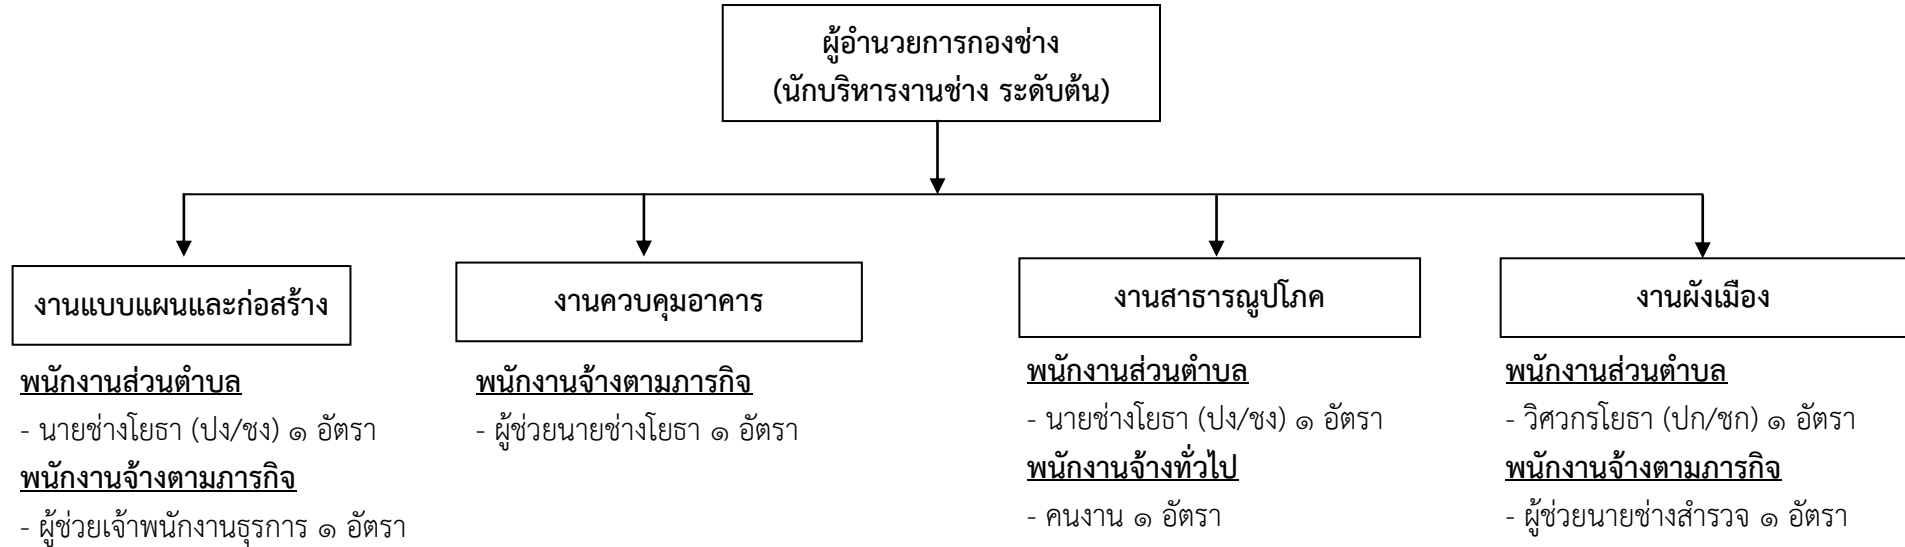 ผู้อำนวยการกองช่าง
(นักบริหารงานช่าง ระดับต้น)
งานแบบแผนและก่อสร้าง
พนักงานส่วนตำบล
- นายช่างโยธา (ปง/ชง) ๑ อัตรา
พนักงานจ้างตามภารกิจ
- ผู้ช่วยเจ้าพนักงานธุรการ ๑ อัตรา
งานควบคุมอาคาร
พนักงานจ้างตามภารกิจ
- ผู้ช่วยนายช่างโยธา ๑ อัตรา
งานสาธารณูปโภค
พนักงานส่วนตำบล
- นายช่างโยธา (ปง/ชง) ๑ อัตรา
พนักงานจ้างทั่วไป
- คนงาน ๑ อัตรา
งานผังเมือง
พนักงานส่วนตำบล
- วิศวกรโยธา (ปก/ชก) ๑ อัตรา
พนักงานจ้างตามภารกิจ
- ผู้ช่วยนายช่างสำรวจ ๑ อัตรา